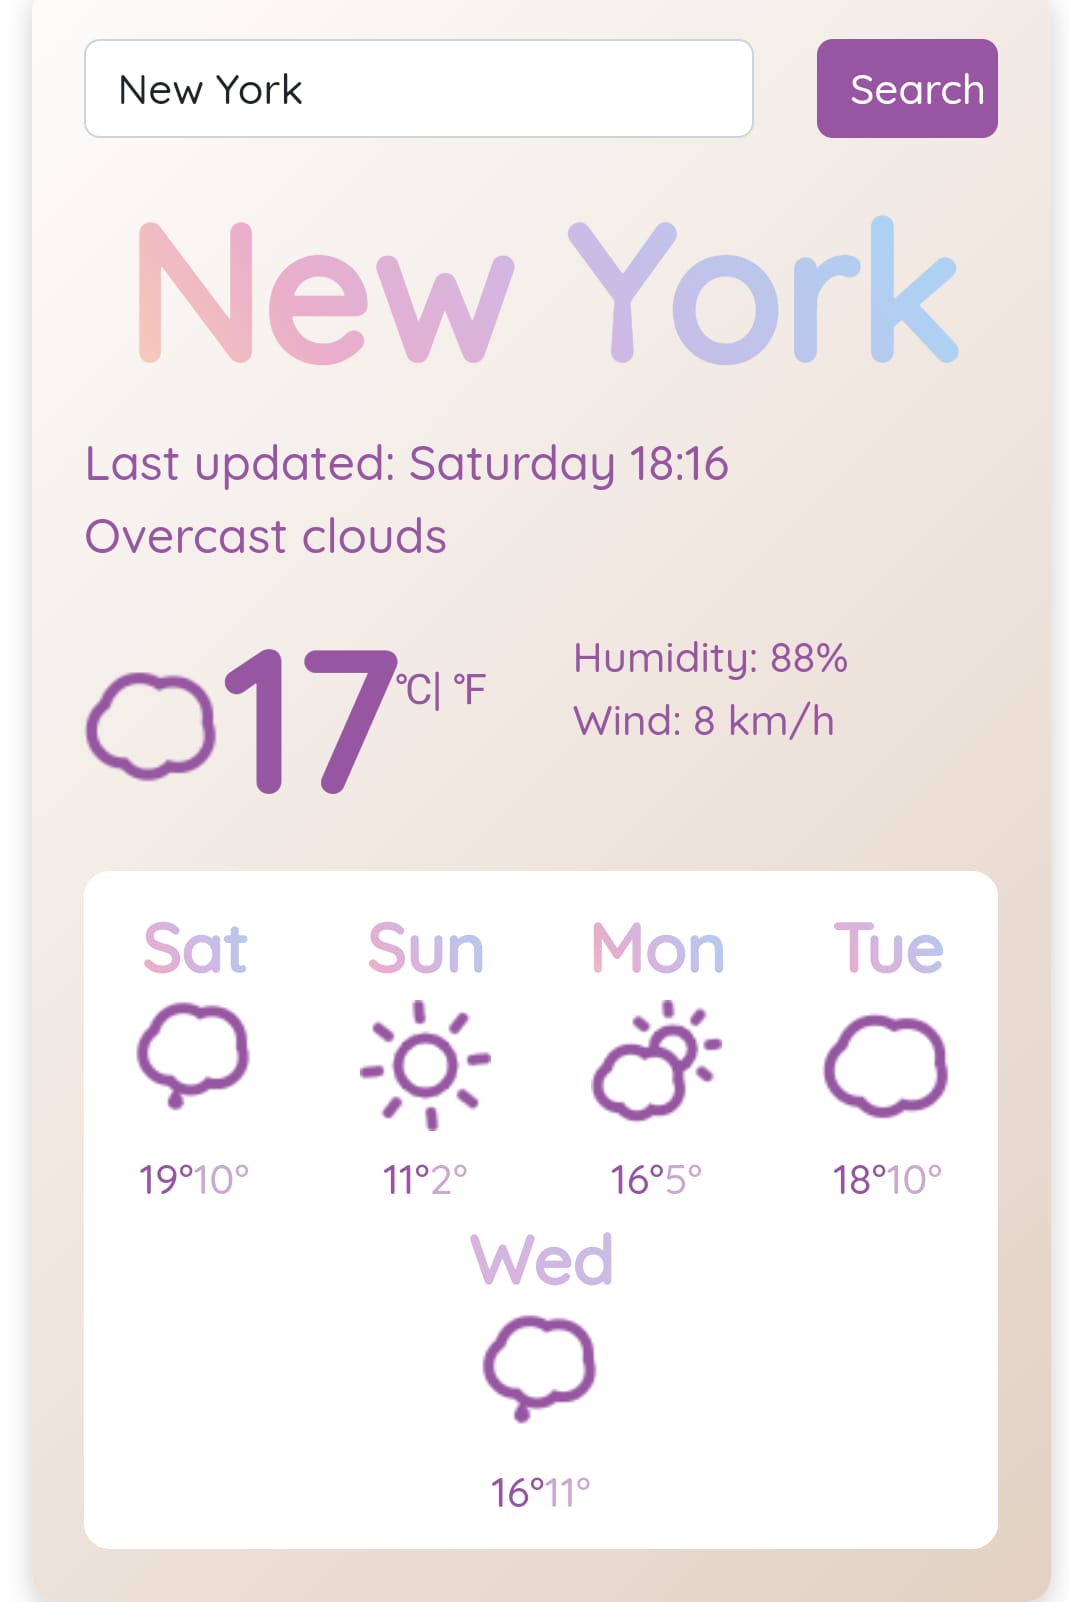 New York
Search
New York
Last updated: Saturday 18:16
Overcast clouds
17°C| °F
Humidity: 88%
Wind: 8 km/h
Sat Sun Mon Tue
19°10° 11°2° 16°5° 18°10°
Wed
16°11°